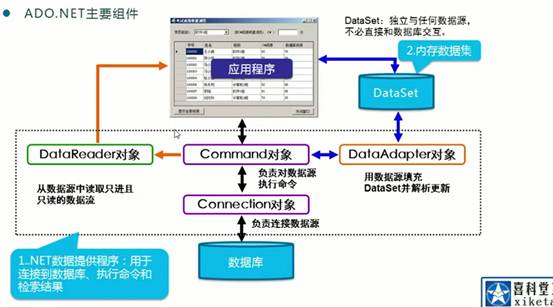 ADO.NET主要组件
DataSet：独立与任何数据源，
不必直接和数据库交互。
2.内存数据集
应用程序
DataSet
DataReader对象
Command对象
DataAdapter对象
从数据源中读取只进且
只读的数据流
负责对数据源
执行命令
用数据源填充
DataSet并解析更新
Connection对象
负责连接数据源
1..NET数据提供程序：用于
连接到数据库、执行命令和
检索结果
数据库
喜科堂
xiketa